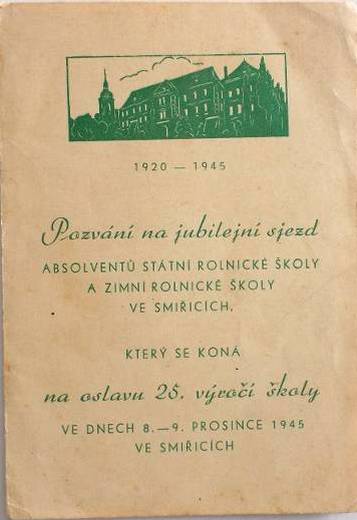 1920 — 1945
Pozvání na jubilejní sjezd
ABSOLVENTŮ STÁTNÍ ROLNICKÉ ŠKOLY
A ZIMNÍ ROLNICKÉ ŠKOLY
VE SMIŘICÍCH,
KTERÝ SE KONÁ
na oslavu 25. výročí školy
VE DNECH 8.—9. PROSINCE 1945
VE SMIŘICÍCH